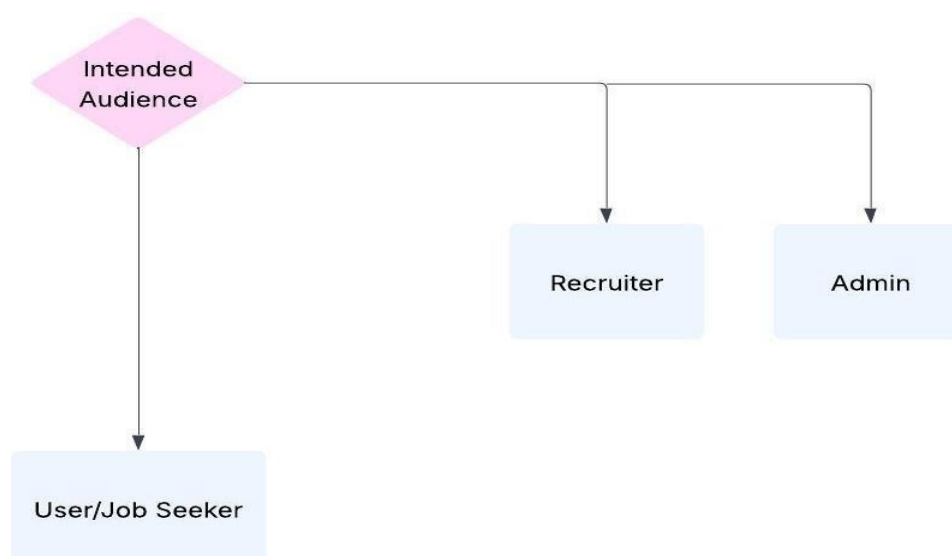 Intended
Audience
Recruiter
Admin
User/Job Seeker